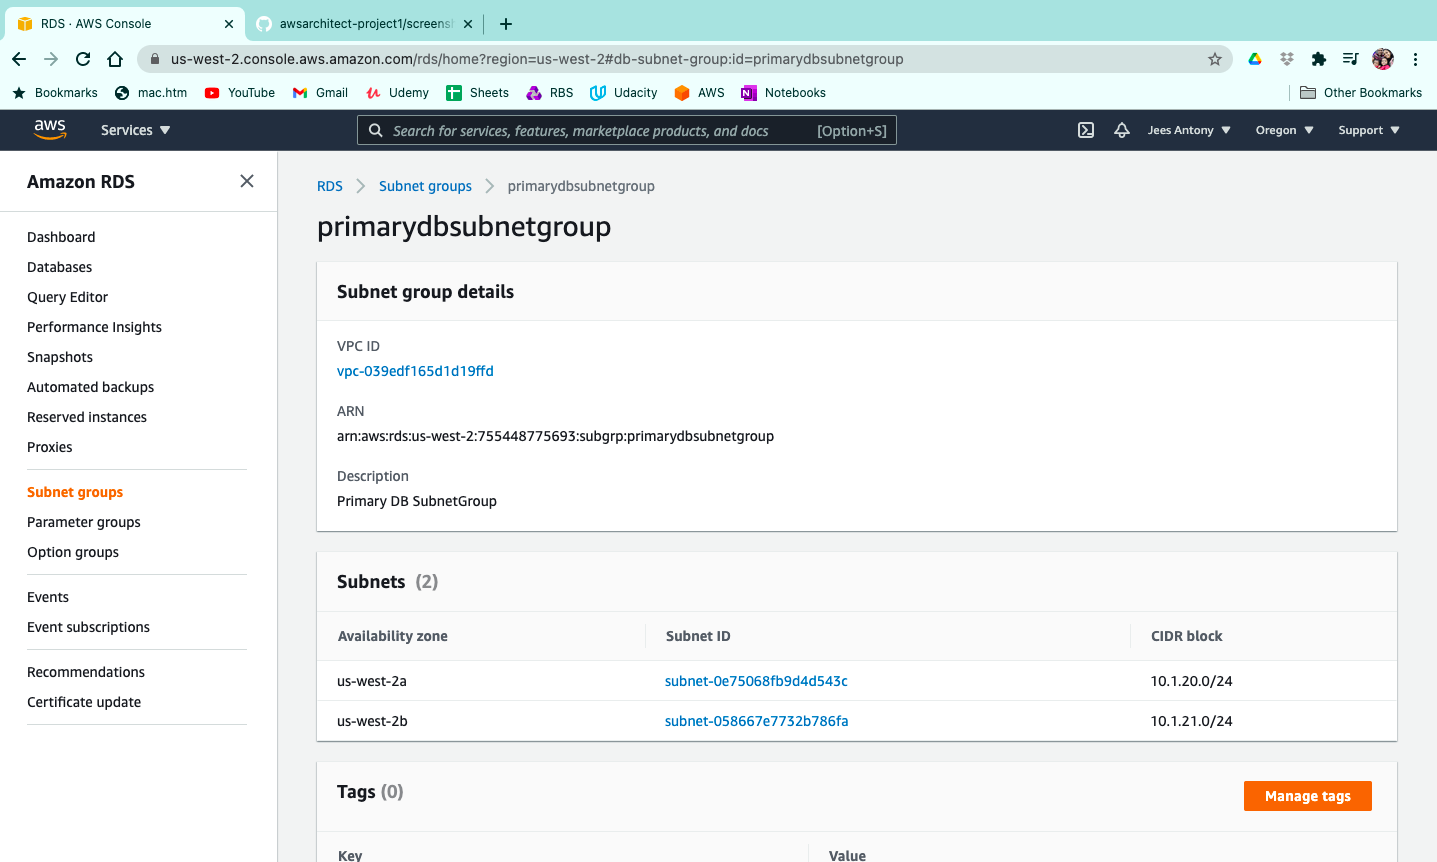 RDS · AWS Console
awsarchitect-project1/screensh
us-west-2.console.aws.amazon.com/rds/home?region=us-west-2#db-subnet-group:id=primarydbsubnetgroup
Bookmarks mac.htm YouTube Gmail Udemy Sheets RBS Udacity AWS Notebooks Other Bookmarks
aws Services Search for services, features, marketplace products, and docs [Option+S] Jees Antony Oregon Support
Amazon RDS
Dashboard
Databases
Query Editor
Performance Insights
Snapshots
Automated backups
Reserved instances
Proxies
Subnet groups
Parameter groups
Option groups
Events
Event subscriptions
Recommendations
Certificate update
RDS Subnet groups primarydbsubnetgroup
primarydbsubnetgroup
Subnet group details
VPC ID
vpc-039edf165d1d19ffd
ARN
arn:aws:rds:us-west-2:755448775693:subgrp:primarydbsubnetgroup
Description
Primary DB SubnetGroup
Subnets (2)
Availability zone Subnet ID CIDR block
us-west-2a subnet-0e75068fb9d4d543c 10.1.20.0/24
us-west-2b subnet-058667e7732b786fa 10.1.21.0/24
Tags (0)
Manage tags
Key Value